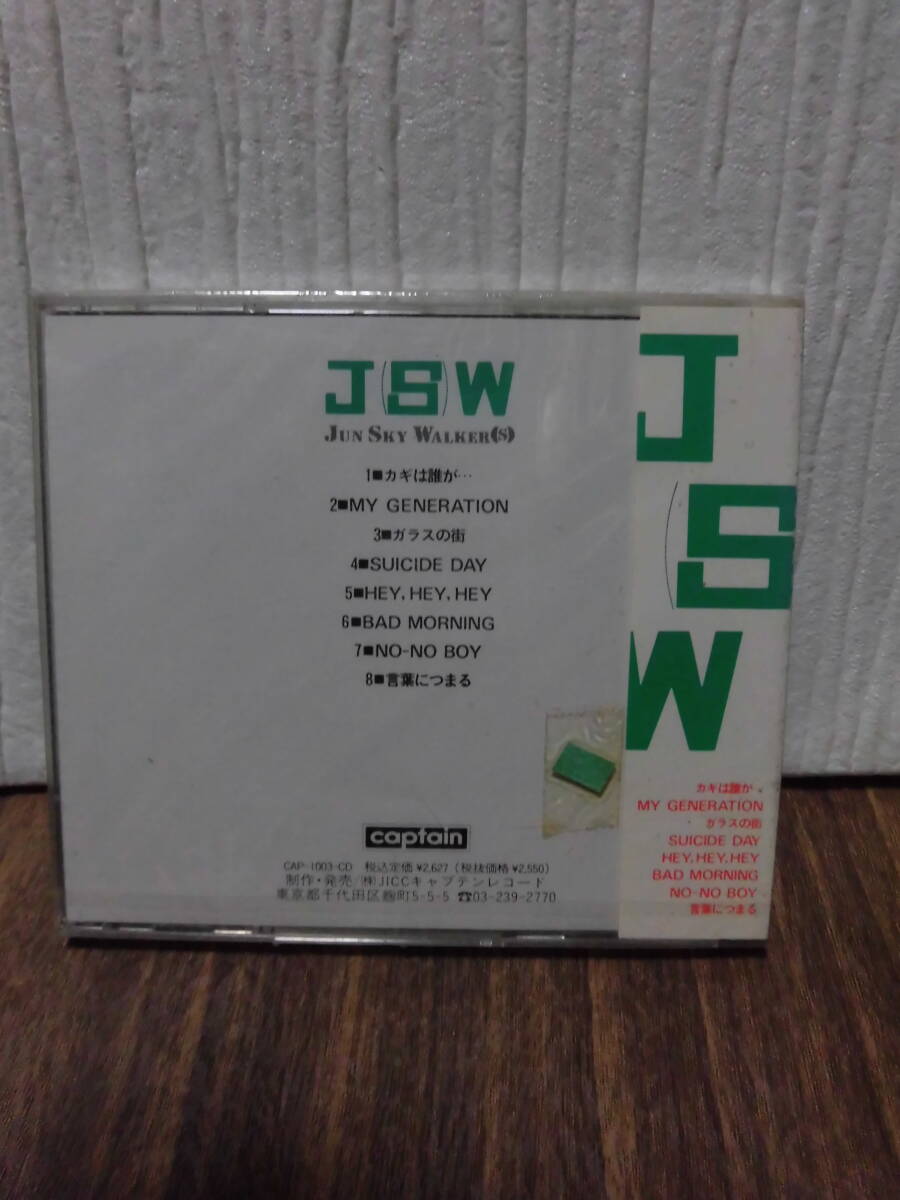 J(S)W
JUN SKY WALKER(S)
1■カギは誰が…
2■MY GENERATION
3■ガラスの街
4■SUICIDE DAY
5■HEY, HEY, HEY
6■BAD MORNING
7■NO-NO BOY
8■言葉につまる
captain
CAP-1003-CD 税込定価¥2,627（税抜価格¥2,550）
制作・発売/㈱JICCキャプテンレコード
東京都千代田区麹町5-5-5 ☎03-239-2770
J
(S
W
カギは誰が…
MY GENERATION
ガラスの街
SUICIDE DAY
HEY, HEY, HEY
BAD MORNING
NO-NO BOY
言葉につまる